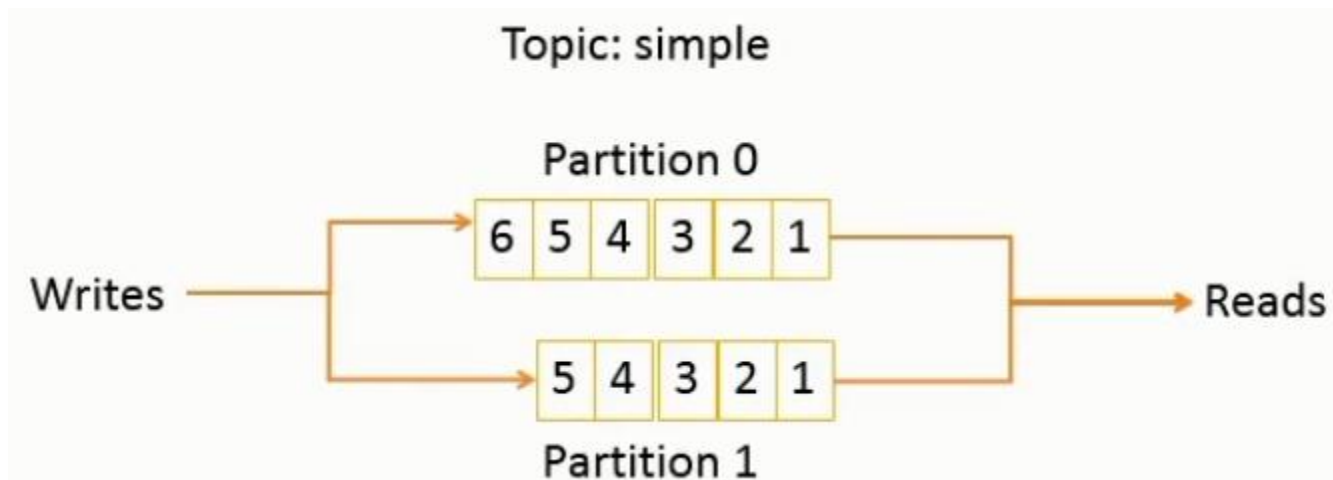 Topic: simple
Partition 0
6 5 4 3 2 1
Writes
Reads
5 4 3 2 1
Partition 1